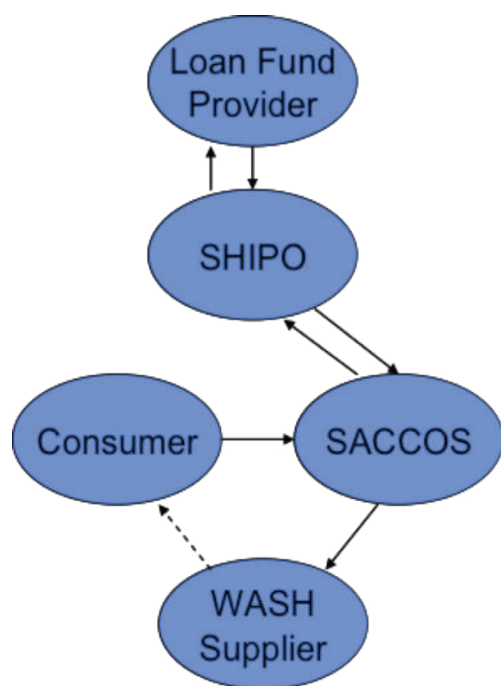 Loan Fund
Provider
SHIPO
Consumer
SACCOS
WASH
Supplier